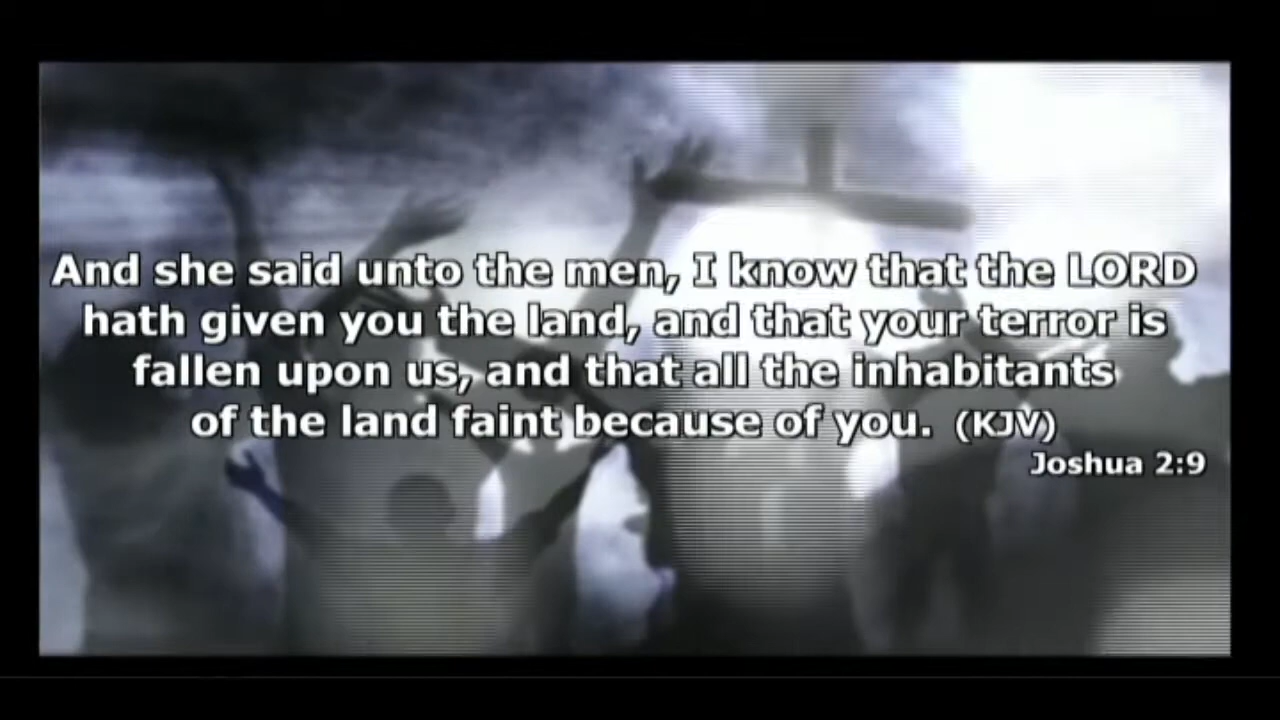 And she said unto the men, I know that the LORD
hath given you the land, and that your terror is
fallen upon us, and that all the inhabitants
of the land faint because of you. (KJV)
Joshua 2:9